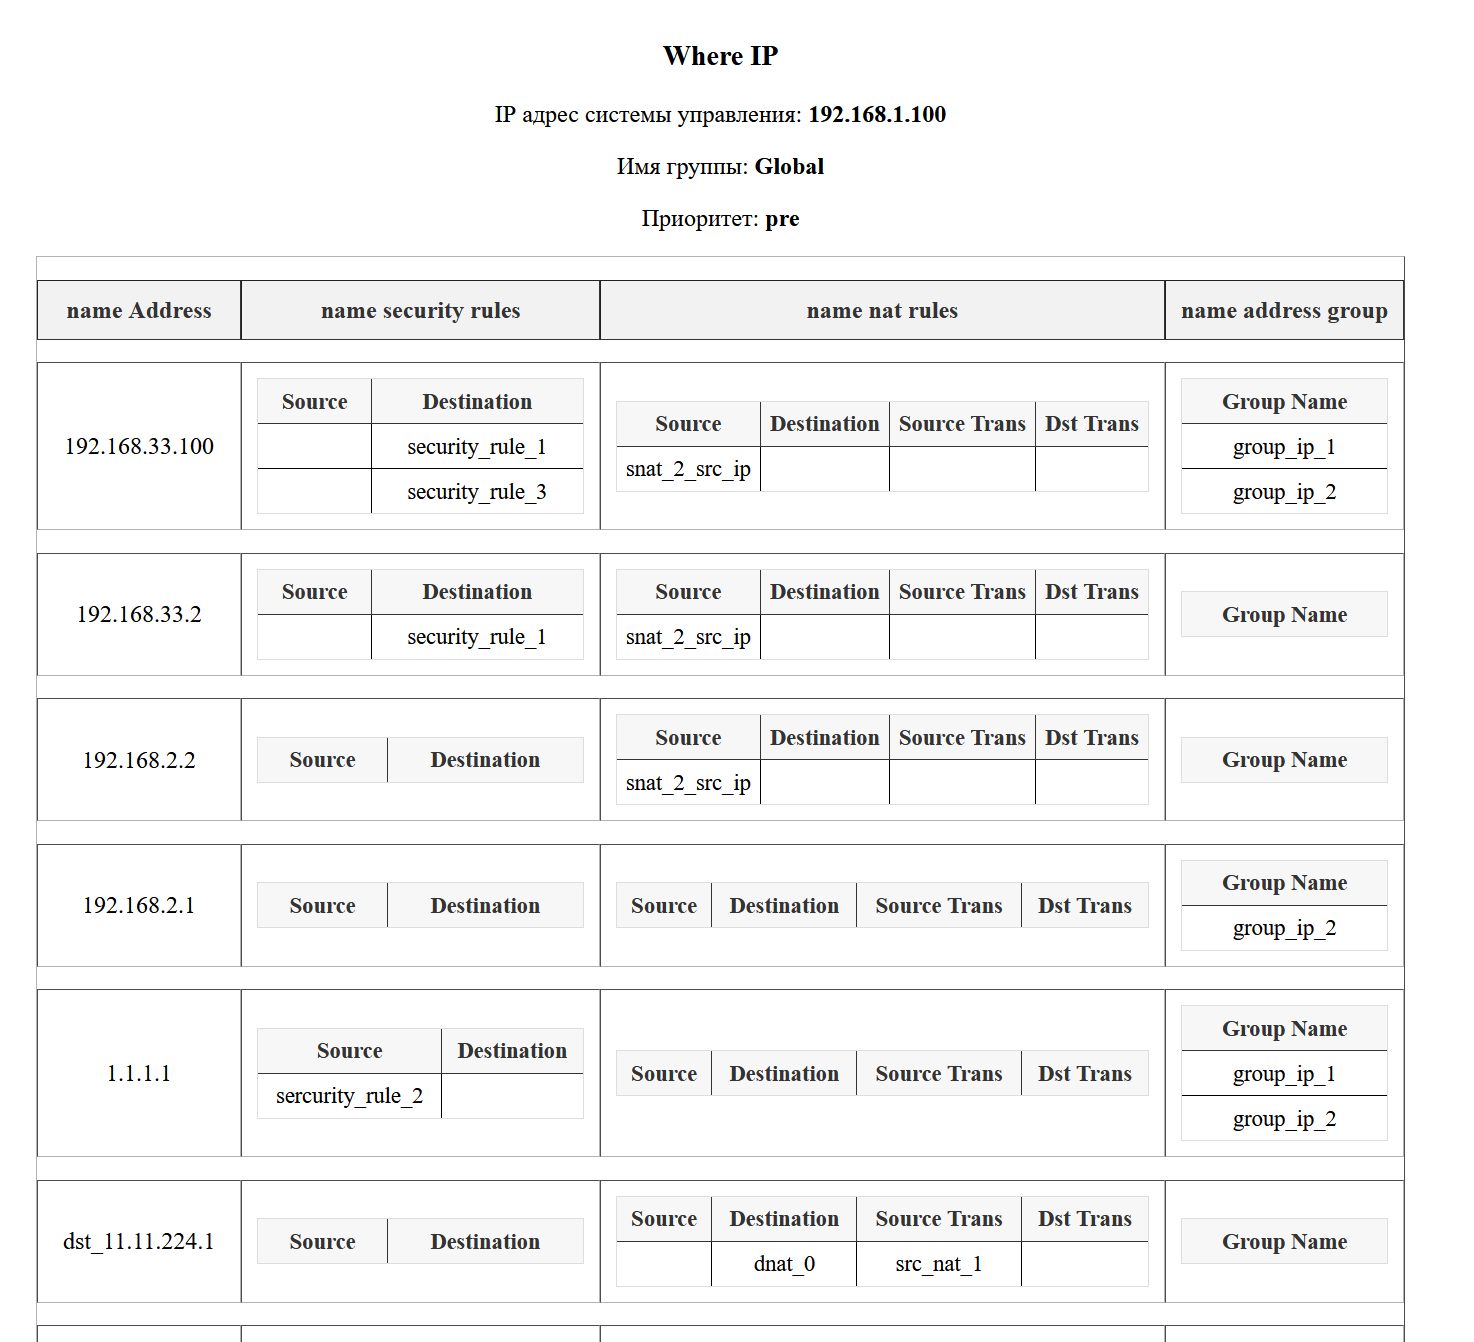 Where IP
IP адрес системы управления: 192.168.1.100
Имя группы: Global
Приоритет: pre
name Address name security rules name nat rules name address group
192.168.33.100
Source Destination
security_rule_1
security_rule_3
Source Destination Source Trans Dst Trans
snat_2_src_ip
Group Name
group_ip_1
group_ip_2
192.168.33.2
Source Destination
security_rule_1
Source Destination Source Trans Dst Trans
snat_2_src_ip
Group Name
192.168.2.2
Source Destination
Source Destination Source Trans Dst Trans
snat_2_src_ip
Group Name
192.168.2.1
Source Destination
Source Destination Source Trans Dst Trans
Group Name
group_ip_2
1.1.1.1
Source Destination
sercurity_rule_2
Source Destination Source Trans Dst Trans
Group Name
group_ip_1
group_ip_2
dst_11.11.224.1
Source Destination
Source Destination Source Trans Dst Trans
dnat_0 src_nat_1
Group Name